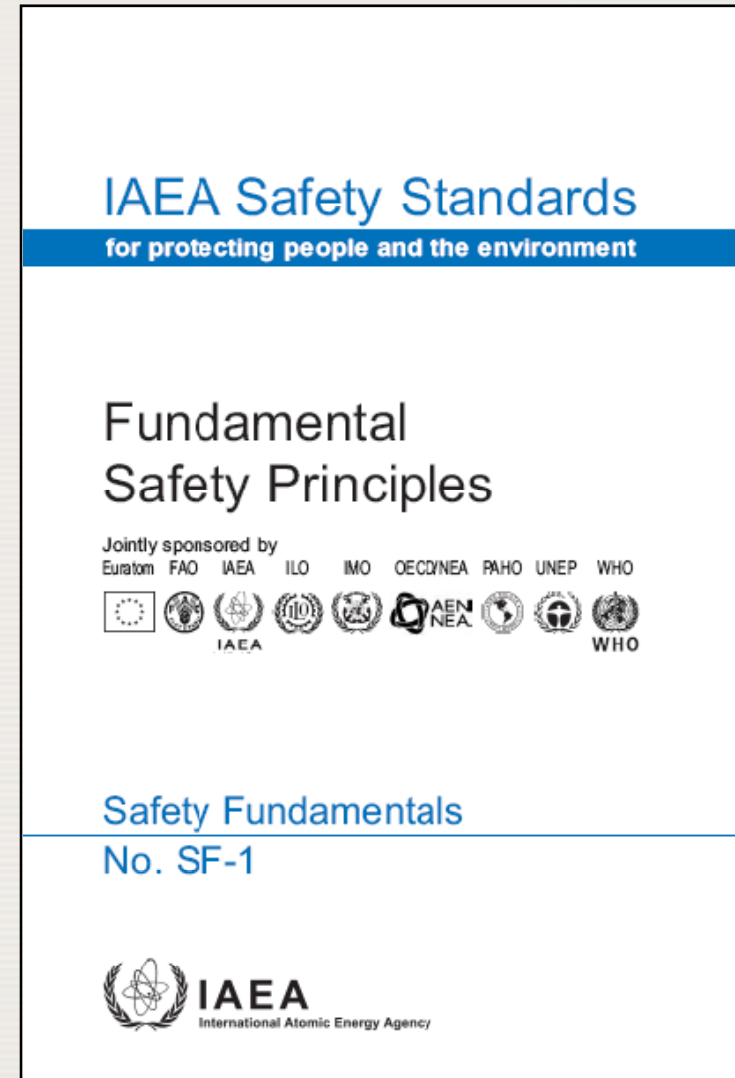 IAEA Safety Standards
for protecting people and the environment
Fundamental
Safety Principles
Jointly sponsored by
Euratom FAO IAEA ILO IMO OECD/NEA PAHO UNEP WHO
AEN
NEA
IAEA
WHO
Safety Fundamentals
No. SF-1
IAEA
International Atomic Energy Agency